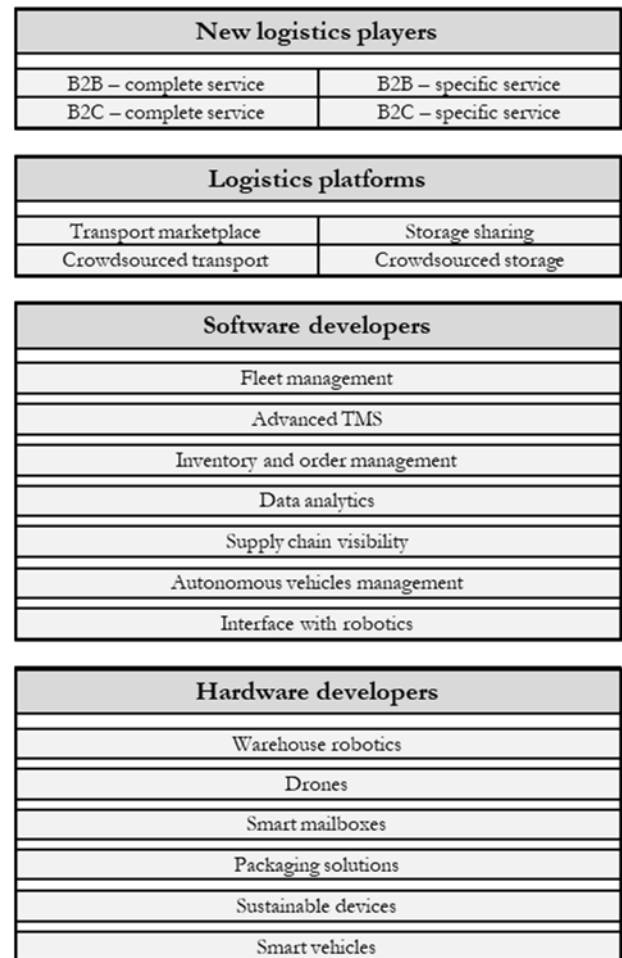 New logistics players
B2B – complete service B2B – specific service
B2C – complete service B2C – specific service
Logistics platforms
Transport marketplace Storage sharing
Crowdsourced transport Crowdsourced storage
Software developers
Fleet management
Advanced TMS
Inventory and order management
Data analytics
Supply chain visibility
Autonomous vehicles management
Interface with robotics
Hardware developers
Warehouse robotics
Drones
Smart mailboxes
Packaging solutions
Sustainable devices
Smart vehicles